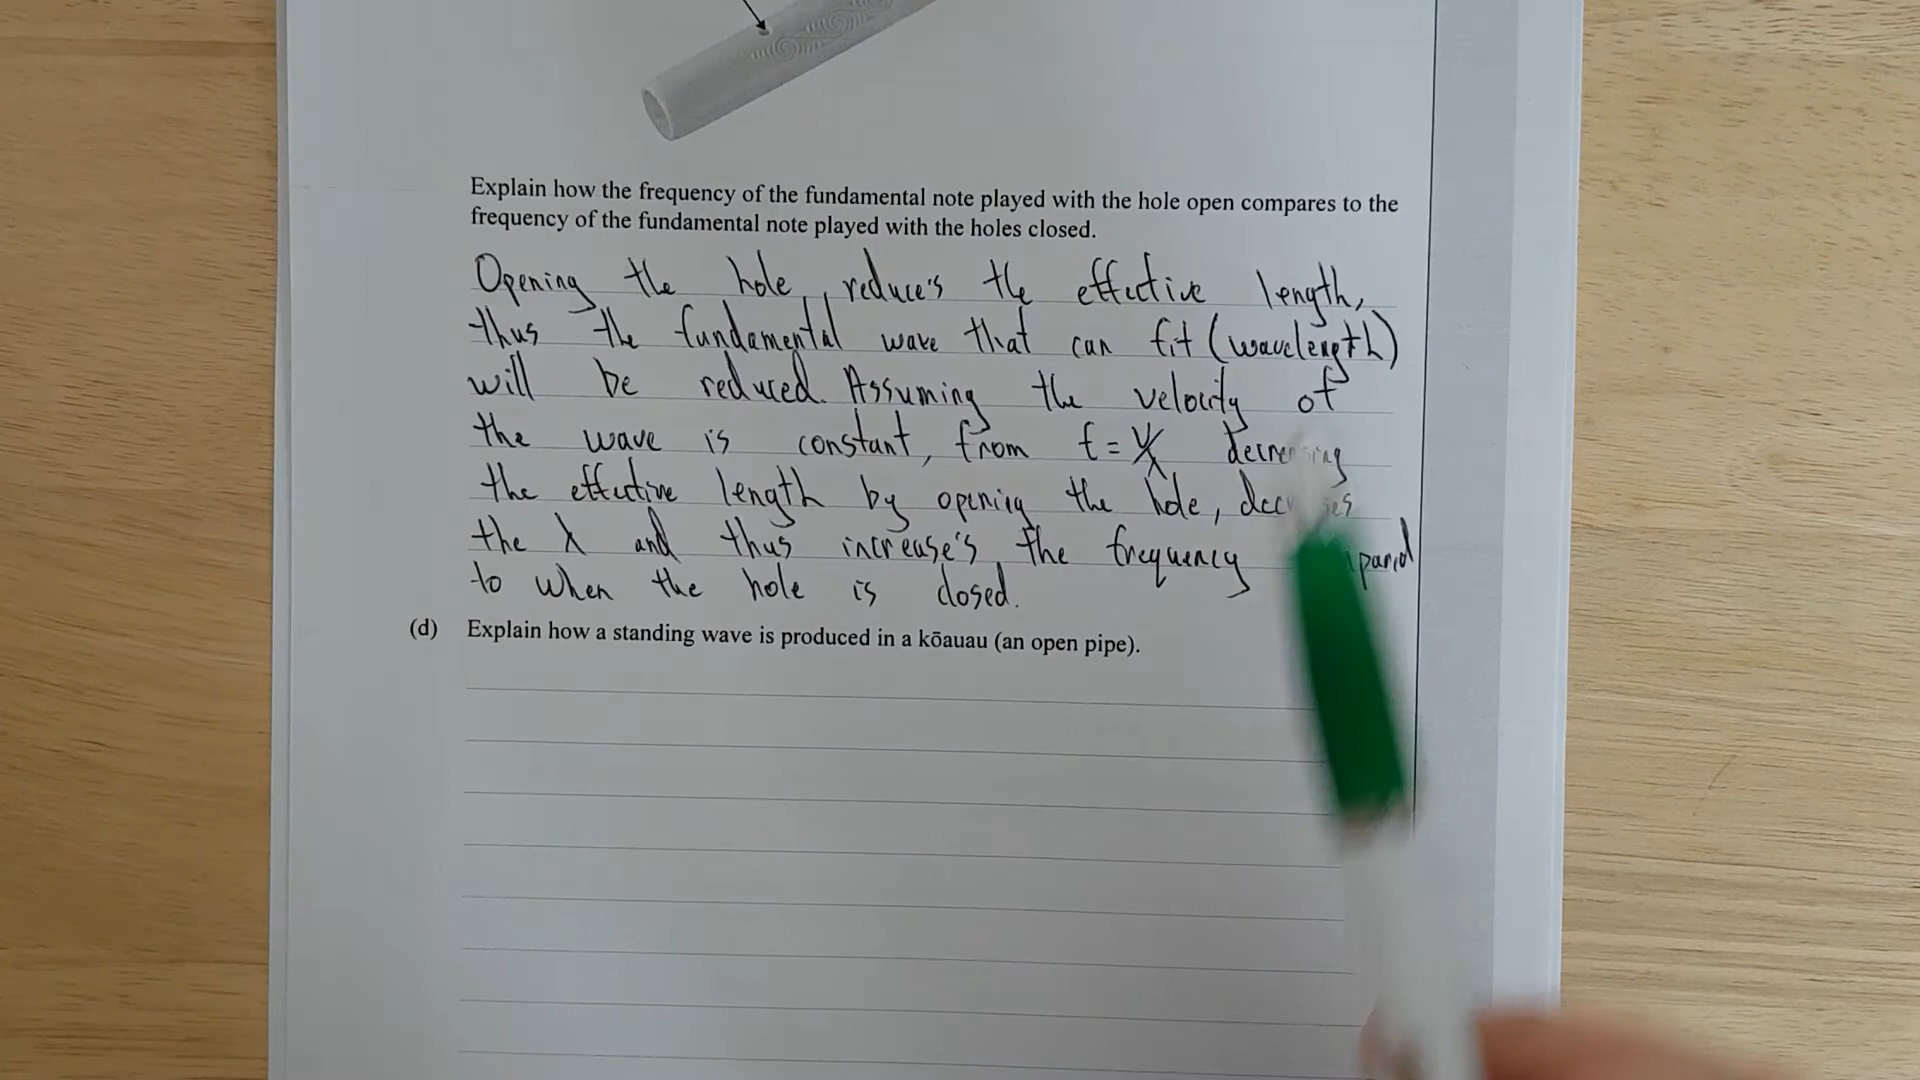 Explain how the frequency of the fundamental note played with the hole open compares to the
frequency of the fundamental note played with the holes closed.
Opening the hole, reduce's the effective length,
thus the fundamental wave that can fit (wavelength)
will be reduced. Assuming the velocity of
the wave is constant, from f = v/λ
the effective length by opening the hole,
the λ and thus increase's the frequency
to when the hole is closed.
(d) Explain how a standing wave is produced in a kōauau (an open pipe).